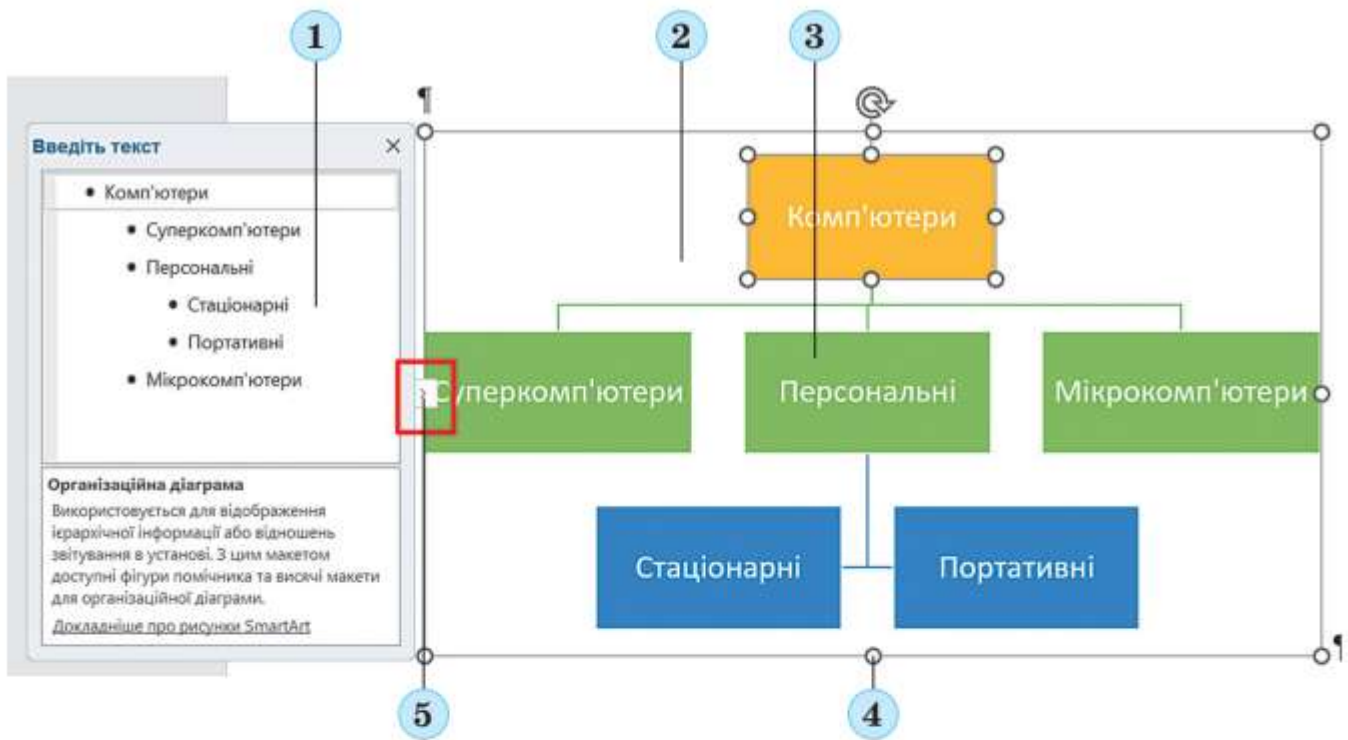 1
2
3
¶
Введіть текст
Комп'ютери
Суперкомп'ютери
Персональні
Стаціонарні
Портативні
Мікрокомп'ютери
Організаційна діаграма
Використовується для відображення
ієрархічної інформації або відношень
звітування в установі. З цим макетом
доступні фігури помічника та висячі макети
для організаційної діаграми.
Докладніше про рисунки SmartArt
Комп'ютери
Суперкомп'ютери
Персональні
Мікрокомп'ютери
Стаціонарні
Портативні
¶
5
4